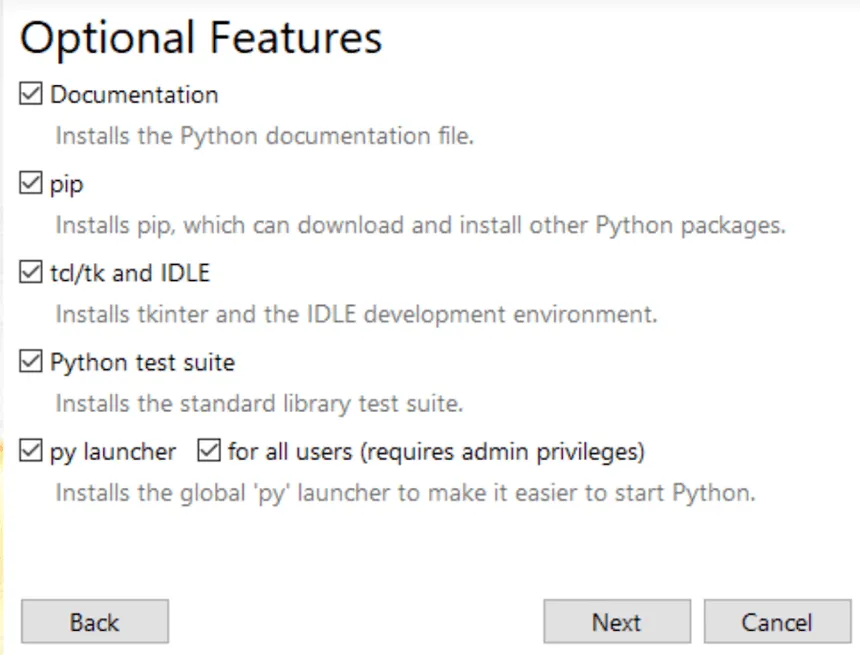 Optional Features
Documentation
Installs the Python documentation file.
pip
Installs pip, which can download and install other Python packages.
tcl/tk and IDLE
Installs tkinter and the IDLE development environment.
Python test suite
Installs the standard library test suite.
py launcher for all users (requires admin privileges)
Installs the global 'py' launcher to make it easier to start Python.
Back Next Cancel